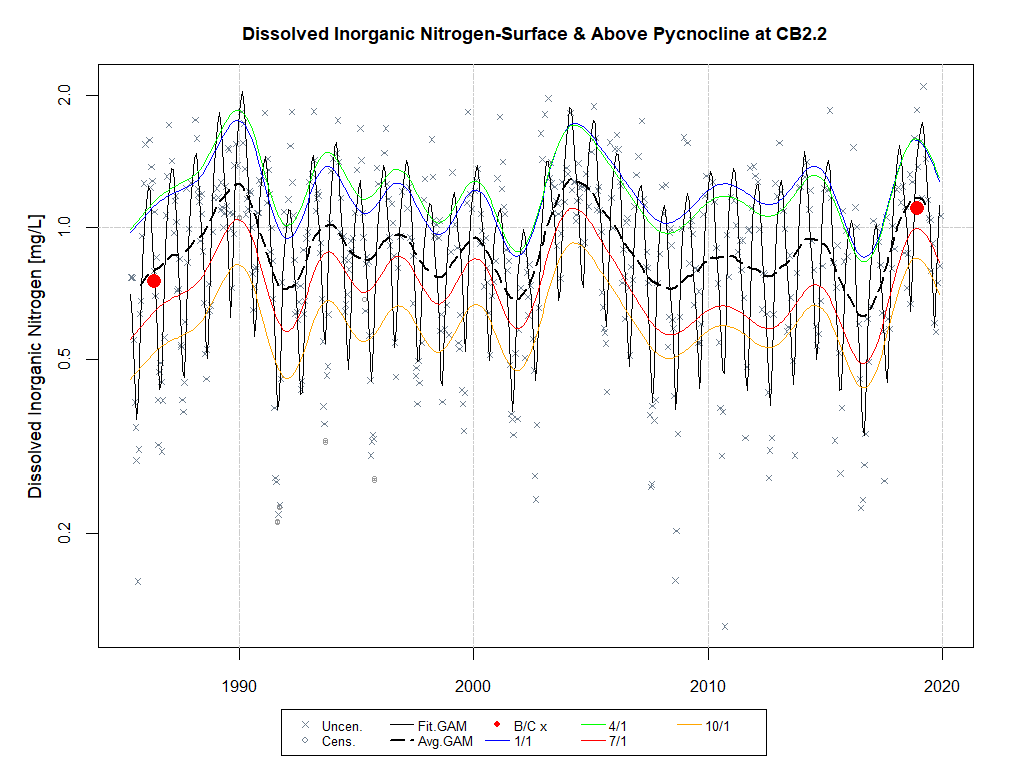 Dissolved Inorganic Nitrogen-Surface & Above Pycnocline at CB2.2
Dissolved Inorganic Nitrogen [mg/L]
2.0
1.0
0.5
0.2
1990 2000 2010 2020
Uncen. Fit.GAM B/C x 4/1 10/1
Cens. Avg.GAM 1/1 7/1